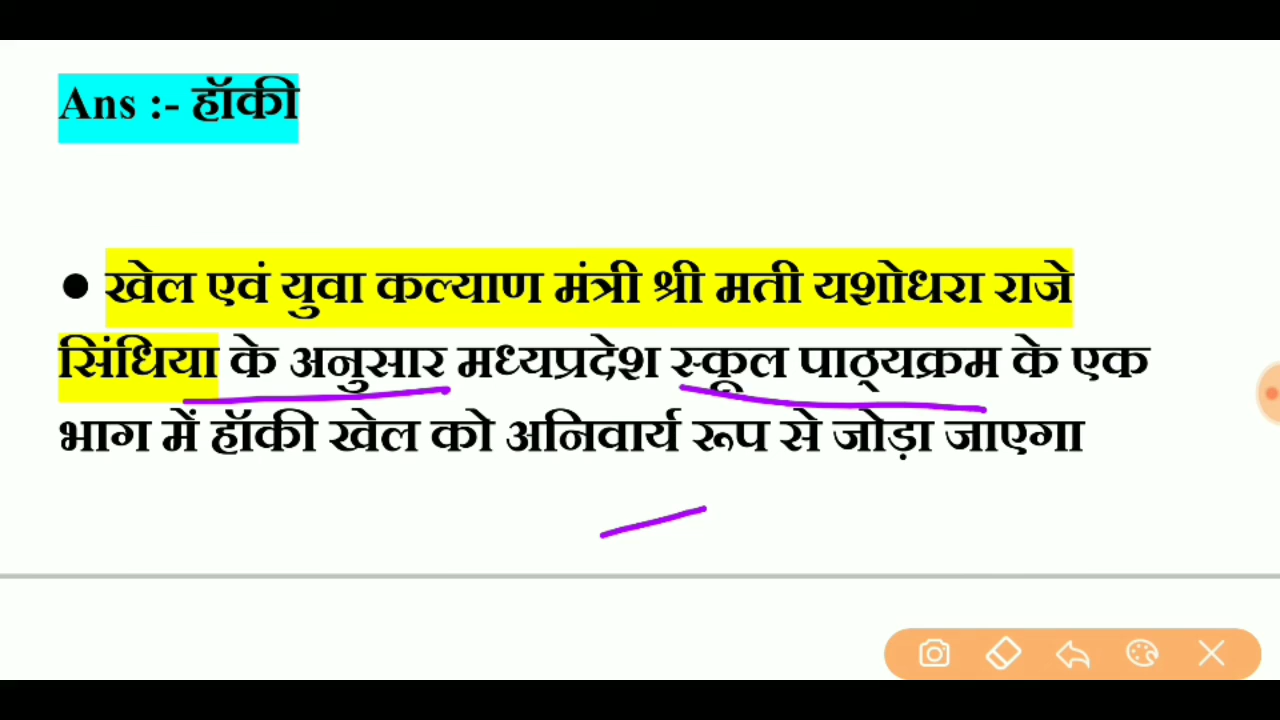 Ans :- हॉकी
● खेल एवं युवा कल्याण मंत्री श्री मती यशोधरा राजे
सिंधिया के अनुसार मध्यप्रदेश स्कूल पाठ्यक्रम के एक
भाग में हॉकी खेल को अनिवार्य रूप से जोड़ा जाएगा